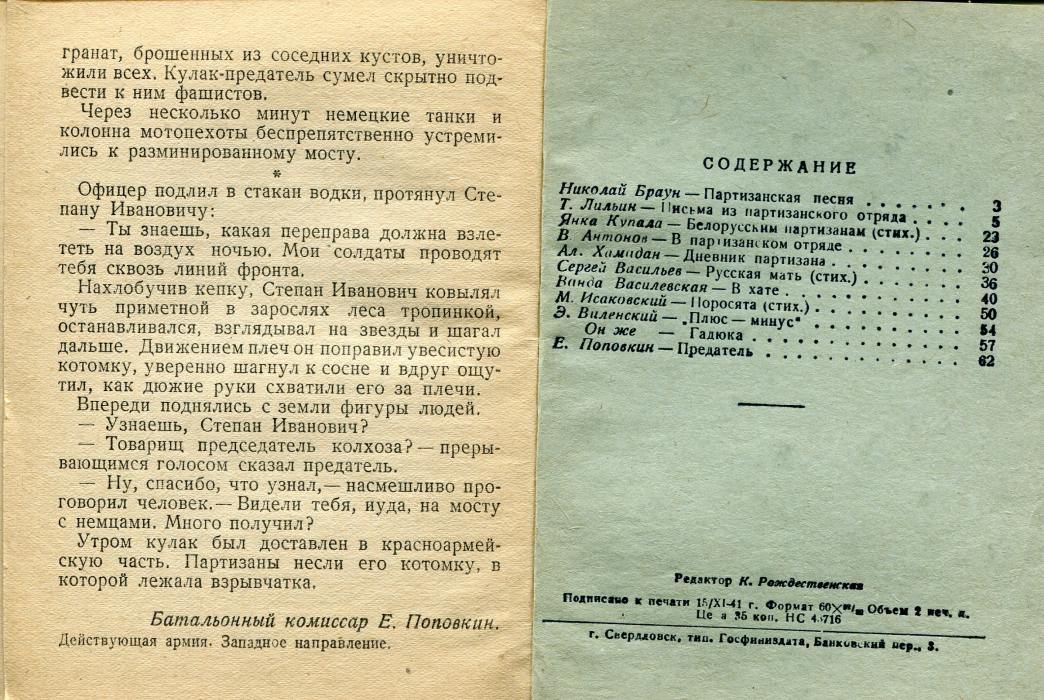 гранат, брошенных из соседних кустов, уничто-
жили всех. Кулак-предатель сумел скрытно под-
вести к ним фашистов.
Через несколько минут немецкие танки и
колонна мотопехоты беспрепятственно устреми-
лись к разминированному мосту.
*
Офицер подлил в стакан водки, протянул Сте-
пану Ивановичу:
— Ты знаешь, какая переправа должна взле-
теть на воздух ночью. Мои солдаты проводят
тебя сквозь линий фронта.
Нахлобучив кепку, Степан Иванович ковылял
чуть приметной в зарослях леса тропинкой,
останавливался, взглядывал на звезды и шагал
дальше. Движением плеч он поправил увесистую
котомку, уверенно шагнул к сосне и вдруг ощу-
тил, как дюжие руки схватили его за плечи.
Впереди поднялись с земли фигуры людей.
— Узнаешь, Степан Иванович?
— Товарищ председатель колхоза? — преры-
вающимся голосом сказал предатель.
— Ну, спасибо, что узнал,— насмешливо про-
говорил человек.— Видели тебя, иуда, на мосту
с немцами. Много получил?
Утром кулак был доставлен в красноармей-
скую часть. Партизаны несли его котомку, в
которой лежала взрывчатка.
Батальонный комиссар Е. Поповкин.
Действующая армия. Западное направление.
СОДЕРЖАНИЕ
Николай Браун — Партизанская песня . . . . . . . 3
Т. Лильин — Письма из партизанского отряда . . . . 5
Янка Купала — Белорусским партизанам (стих.) . . . 23
В. Антонов — В партизанском отряде . . . . . . . . 26
Ал. Хамадан — Дневник партизана . . . . . . . . . 30
Сергей Васильев — Русская мать (стих.) . . . . . . 36
Ванда Василевская — В хате . . . . . . . . . . . 40
М. Исаковский — Поросята (стих.) . . . . . . . . . 50
Э. Виленский — „Плюс — минус“ . . . . . . . . . . 54
Он же — Гадюка . . . . . . . . . . . . 57
Е. Поповкин — Предатель . . . . . . . . . . . . 62
Редактор К. Рождественская
Подписано к печати 15/XI-41 г. Формат 60× Объем 2 печ. л.
Це а 35 коп. НС
г. Свердловск, тип. Госфиниздата, Банковский пер., 3.